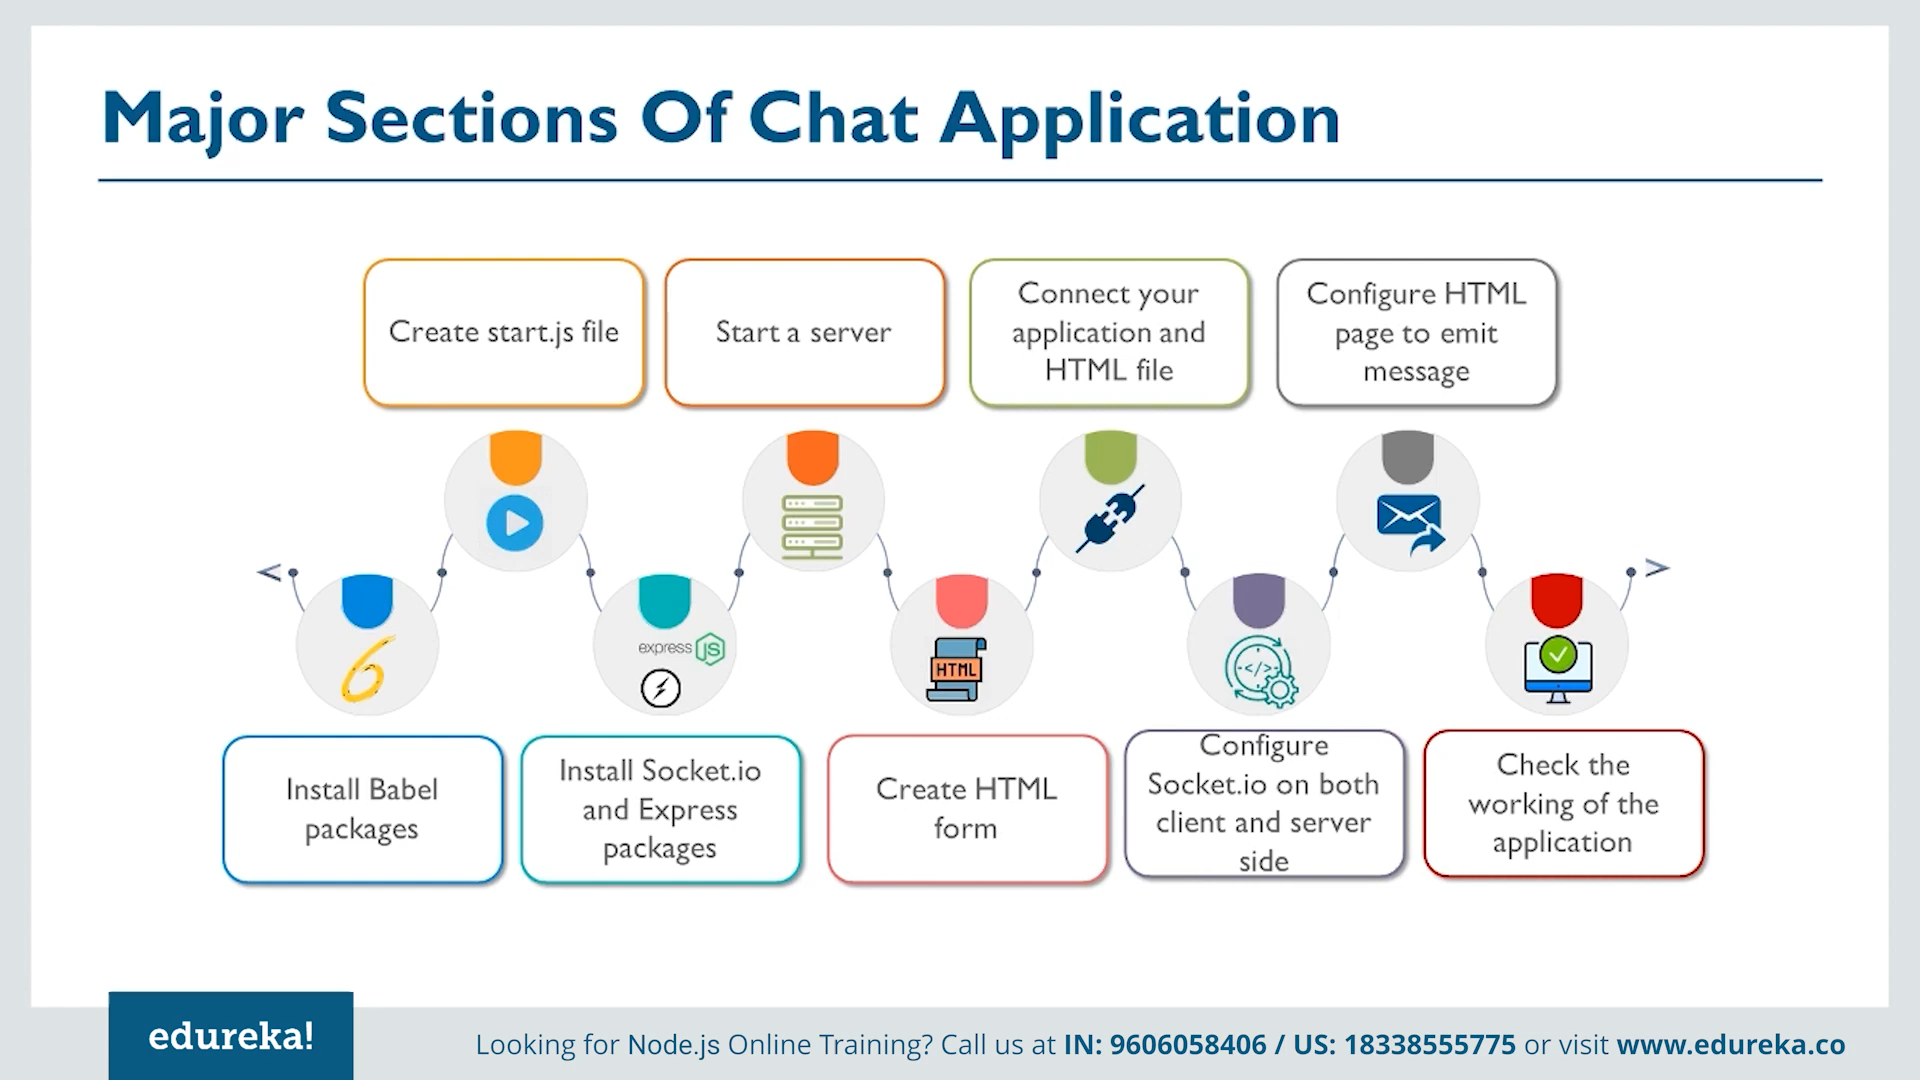 Major Sections Of Chat Application
Create start.js file
Start a server
Connect your
application and
HTML file
Configure HTML
page to emit
message
<
>
6
express JS
HTML
</>
Install Babel
packages
Install Socket.io
and Express
packages
Create HTML
form
Configure
Socket.io on both
client and server
side
Check the
working of the
application
edureka!
Looking for Node.js Online Training? Call us at IN: 9606058406 / US: 18338555775 or visit www.edureka.co